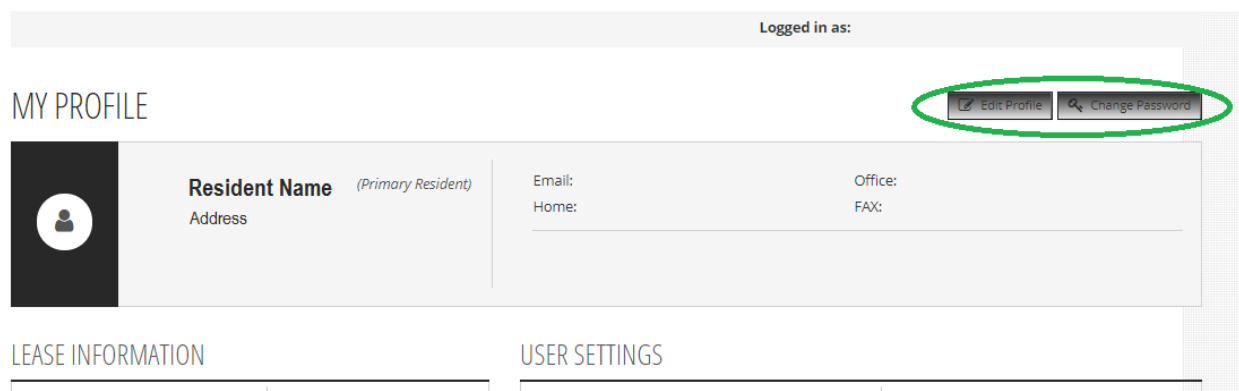 Logged in as:
MY PROFILE
Edit Profile
Change Password
Resident Name (Primary Resident)
Address
Email:
Office:
Home:
FAX:
LEASE INFORMATION
USER SETTINGS